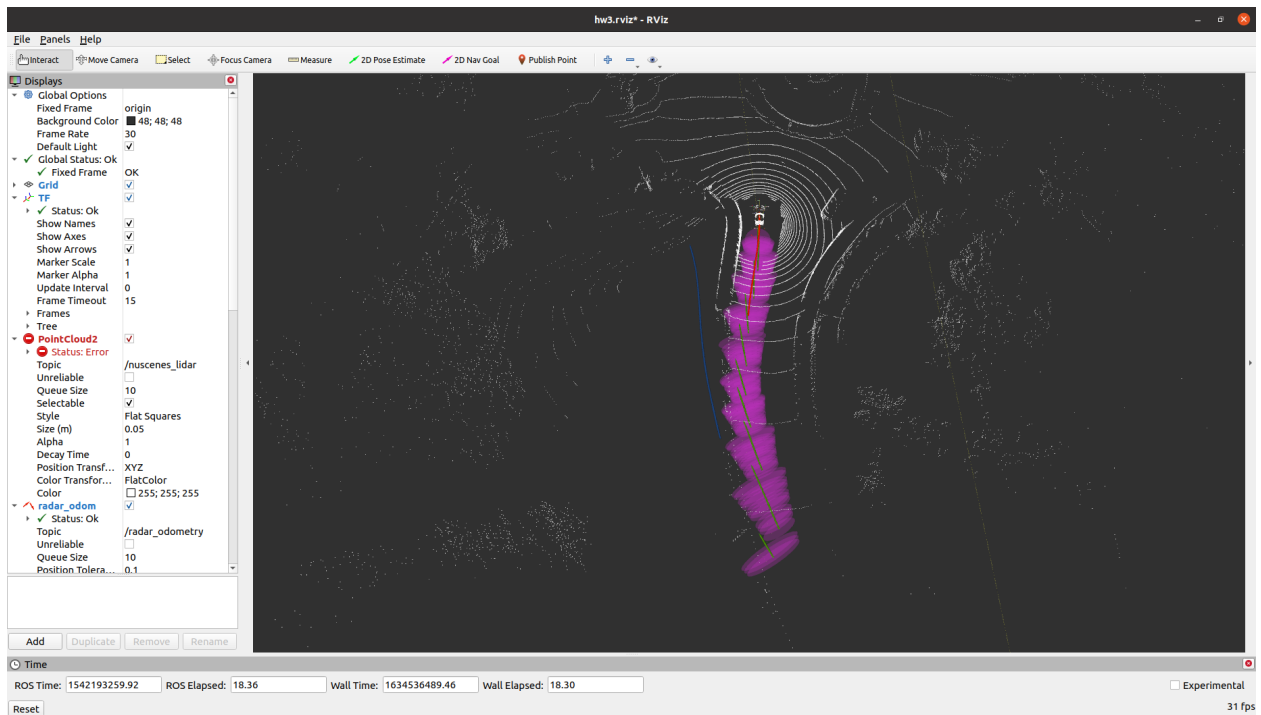 hw3.rviz* - RViz
File Panels Help
Interact Move Camera Select Focus Camera Measure 2D Pose Estimate 2D Nav Goal Publish Point
Displays
Global Options
Fixed Frame origin
Background Color 48; 48; 48
Frame Rate 30
Default Light
Global Status: Ok
Fixed Frame OK
Grid
TF
Status: Ok
Show Names
Show Axes
Show Arrows
Marker Scale 1
Marker Alpha 1
Update Interval 0
Frame Timeout 15
Frames
Tree
PointCloud2
Status: Error
Topic /nuscenes_lidar
Unreliable
Queue Size 10
Selectable
Style Flat Squares
Size (m) 0.05
Alpha 1
Decay Time 0
Position Transf... XYZ
Color Transfor... FlatColor
Color 255; 255; 255
radar_odom
Status: Ok
Topic /radar_odometry
Unreliable
Queue Size 10
Position Tolera... 0.1
Add Duplicate Remove Rename
Time
ROS Time: 1542193259.92 ROS Elapsed: 18.36 Wall Time: 1634536489.46 Wall Elapsed: 18.30 Experimental
Reset 31 fps